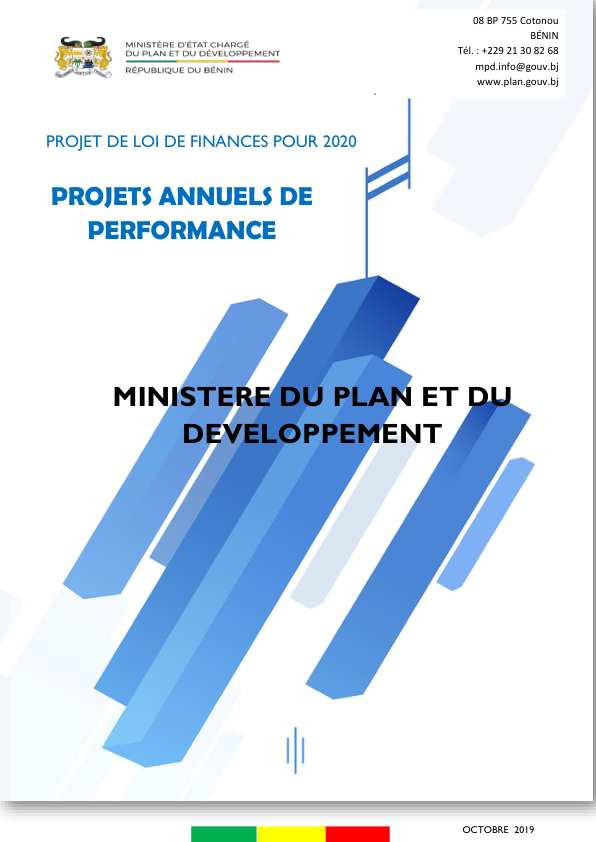 MINISTÈRE D'ÉTAT CHARGÉ
DU PLAN ET DU DÉVELOPPEMENT
RÉPUBLIQUE DU BÉNIN
08 BP 755 Cotonou
BÉNIN
Tél. : +229 21 30 82 68
mpd.info@gouv.bj
www.plan.gouv.bj
PROJET DE LOI DE FINANCES POUR 2020
PROJETS ANNUELS DE
PERFORMANCE
MINISTERE DU PLAN ET DU
DEVELOPPEMENT
OCTOBRE 2019